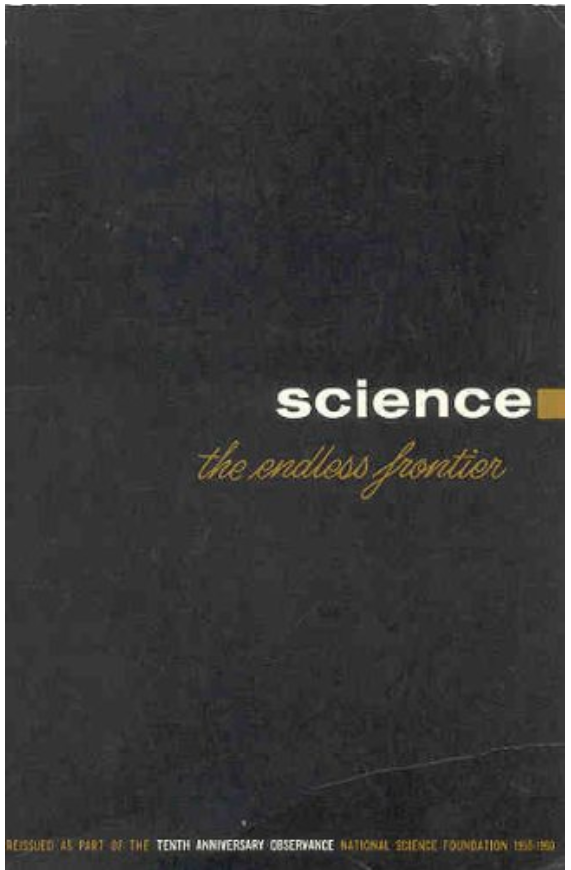 science
the endless frontier
REISSUED AS PART OF THE TENTH ANNIVERSARY OBSERVANCE NATIONAL SCIENCE FOUNDATION 1950-1960